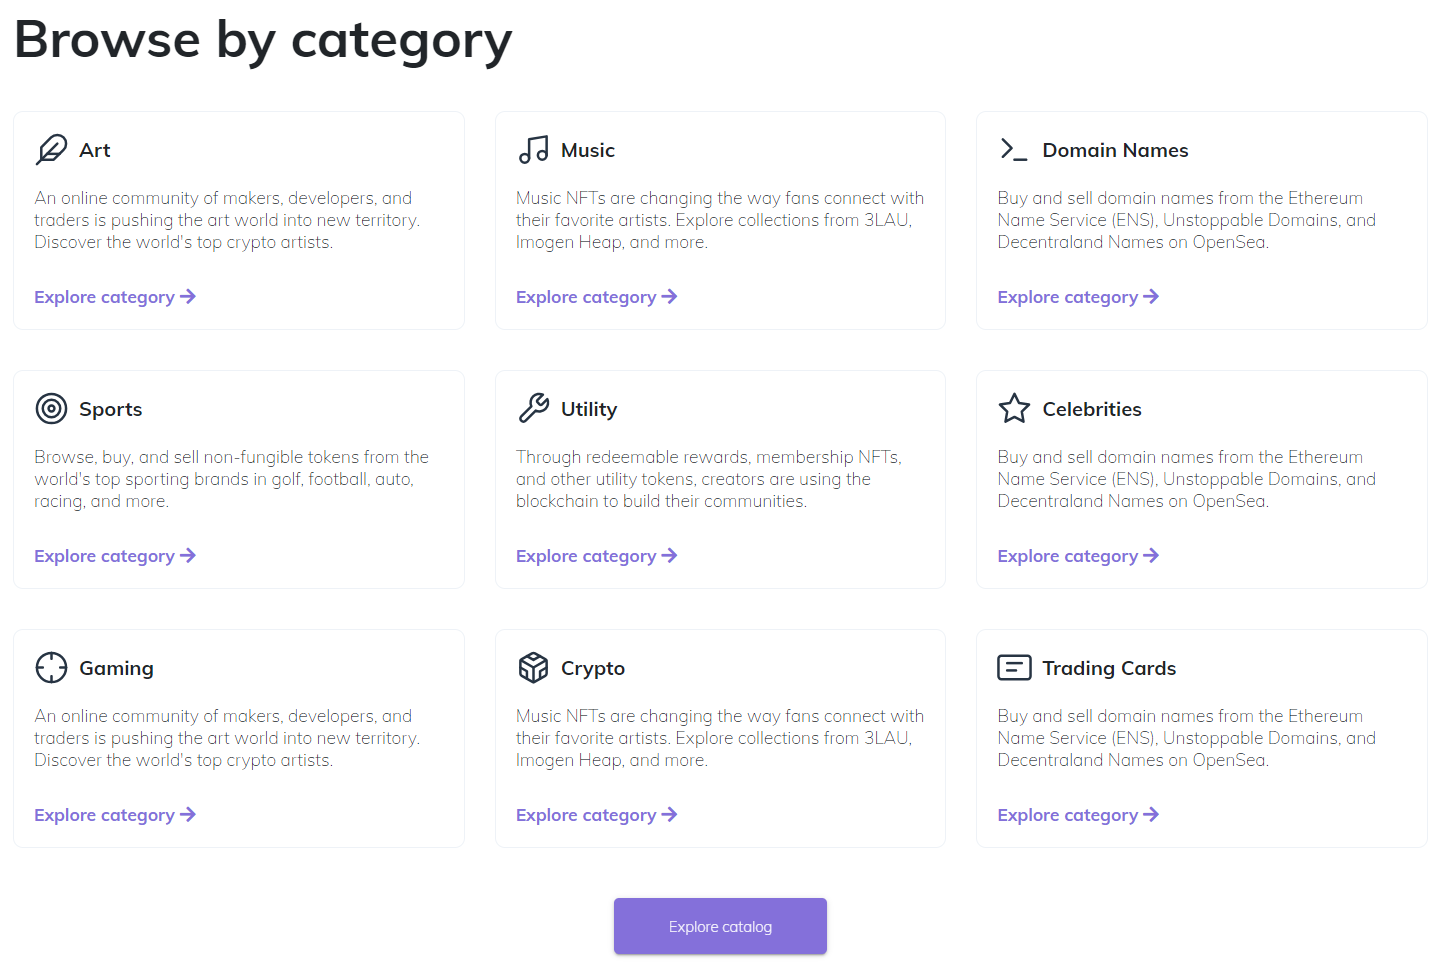 Browse by category
Art
An online community of makers, developers, and
traders is pushing the art world into new territory.
Discover the world's top crypto artists.
Explore category
Music
Music NFTs are changing the way fans connect with
their favorite artists. Explore collections from 3LAU,
Imogen Heap, and more.
Explore category
Domain Names
Buy and sell domain names from the Ethereum
Name Service (ENS), Unstoppable Domains, and
Decentraland Names on OpenSea.
Explore category
Sports
Browse, buy, and sell non-fungible tokens from the
world's top sporting brands in golf, football, auto,
racing, and more.
Explore category
Utility
Through redeemable rewards, membership NFTs,
and other utility tokens, creators are using the
blockchain to build their communities.
Explore category
Celebrities
Buy and sell domain names from the Ethereum
Name Service (ENS), Unstoppable Domains, and
Decentraland Names on OpenSea.
Explore category
Gaming
An online community of makers, developers, and
traders is pushing the art world into new territory.
Discover the world's top crypto artists.
Explore category
Crypto
Music NFTs are changing the way fans connect with
their favorite artists. Explore collections from 3LAU,
Imogen Heap, and more.
Explore category
Trading Cards
Buy and sell domain names from the Ethereum
Name Service (ENS), Unstoppable Domains, and
Decentraland Names on OpenSea.
Explore category
Explore catalog